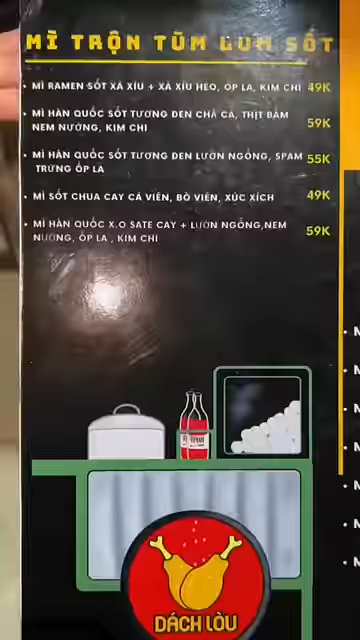 MÌ TRỘN TÙM LUM SỐT
• MÌ RAMEN SỐT XÁ XÍU + XÁ XÍU HEO, ỐP LA, KIM CHI 49K
• MÌ HÀN QUỐC SỐT TƯƠNG ĐEN CHẢ CÁ, THỊT BẰM 59K
NEM NƯỚNG, KIM CHI
• MÌ HÀN QUỐC SỐT TƯƠNG ĐEN LƯỜN NGỖNG, SPAM 55K
TRỨNG ỐP LA
• MÌ SỐT CHUA CAY CÁ VIÊN, BÒ VIÊN, XÚC XÍCH 49K
• MÌ HÀN QUỐC X.O SATE CAY + LƯỜN NGỖNG,NEM 59K
NƯỚNG, ỐP LA , KIM CHI
DÁCH LÒU